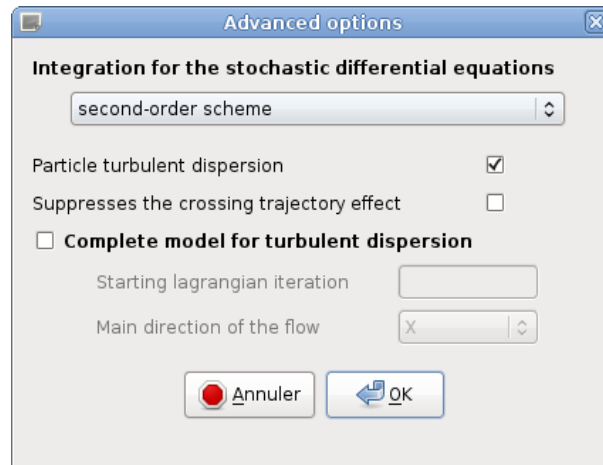 Advanced options
Integration for the stochastic differential equations
second-order scheme
Particle turbulent dispersion
Suppresses the crossing trajectory effect
Complete model for turbulent dispersion
Starting lagrangian iteration
Main direction of the flow
X
Annuler
OK